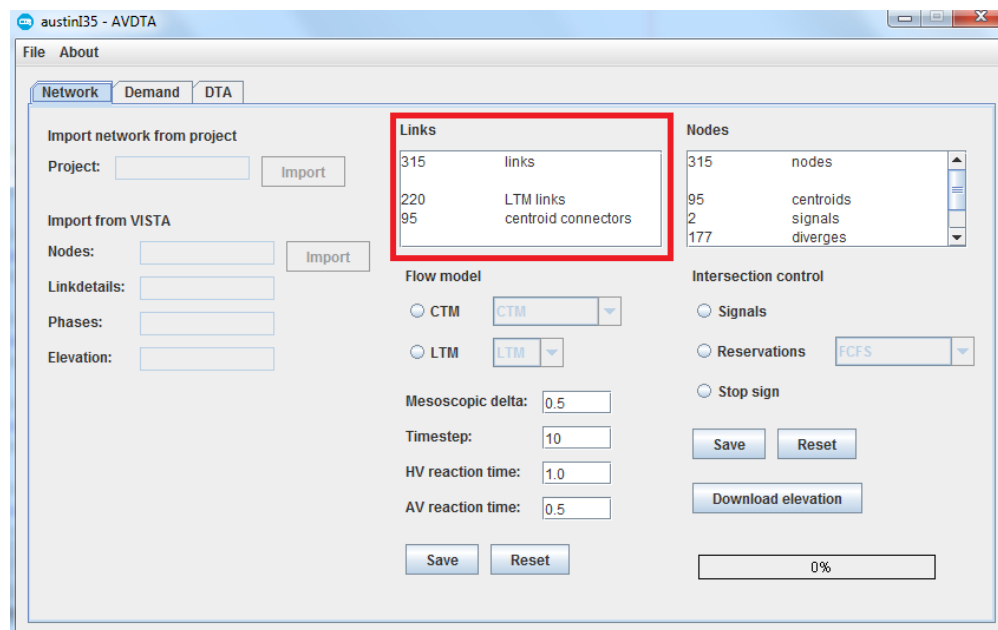 austinI35 - AVDTA
File About
Network Demand DTA
Import network from project
Project: Import
Import from VISTA
Nodes: Import
Linkdetails:
Phases:
Elevation:
Links
315 links
220 LTM links
95 centroid connectors
Flow model
CTM CTM
LTM LTM
Mesoscopic delta: 0.5
Timestep: 10
HV reaction time: 1.0
AV reaction time: 0.5
Save Reset
Nodes
315 nodes
95 centroids
2 signals
177 diverges
Intersection control
Signals
Reservations FCFS
Stop sign
Save Reset
Download elevation
0%